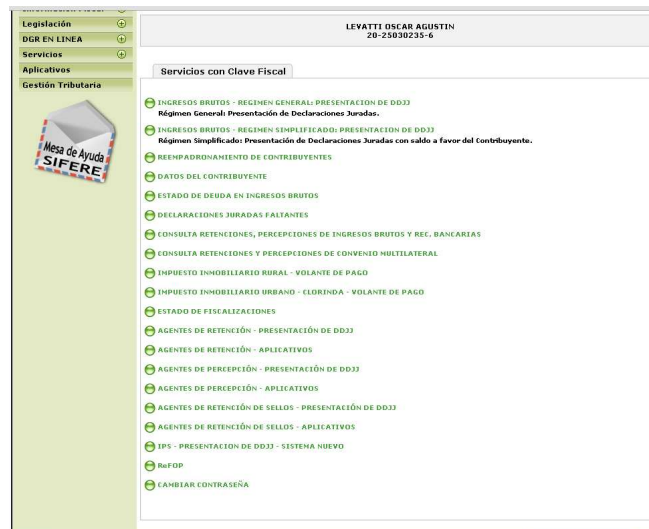 Información Fiscal
Legislación
DGR EN LINEA
Servicios
Aplicativos
Gestión Tributaria
Mesa de Ayuda
SIFERE
LEVATTI OSCAR AGUSTIN
20-25030235-6
Servicios con Clave Fiscal
INGRESOS BRUTOS - REGIMEN GENERAL: PRESENTACION DE DDJJ
Régimen General: Presentación de Declaraciones Juradas.
INGRESOS BRUTOS - REGIMEN SIMPLIFICADO: PRESENTACION DE DDJJ
Régimen Simplificado: Presentación de Declaraciones Juradas con saldo a favor del Contribuyente.
REEMPADRONAMIENTO DE CONTRIBUYENTES
DATOS DEL CONTRIBUYENTE
ESTADO DE DEUDA EN INGRESOS BRUTOS
DECLARACIONES JURADAS FALTANTES
CONSULTA RETENCIONES, PERCEPCIONES DE INGRESOS BRUTOS Y REC. BANCARIAS
CONSULTA RETENCIONES Y PERCEPCIONES DE CONVENIO MULTILATERAL
IMPUESTO INMOBILIARIO RURAL - VOLANTE DE PAGO
IMPUESTO INMOBILIARIO URBANO - CLORINDA - VOLANTE DE PAGO
ESTADO DE FISCALIZACIONES
AGENTES DE RETENCIÓN - PRESENTACIÓN DE DDJJ
AGENTES DE RETENCIÓN - APLICATIVOS
AGENTES DE PERCEPCIÓN - PRESENTACIÓN DE DDJJ
AGENTES DE PERCEPCIÓN - APLICATIVOS
AGENTES DE RETENCIÓN DE SELLOS - PRESENTACIÓN DE DDJJ
AGENTES DE RETENCIÓN DE SELLOS - APLICATIVOS
IPS - PRESENTACION DE DDJJ - SISTEMA NUEVO
ReFOP
CAMBIAR CONTRASEÑA